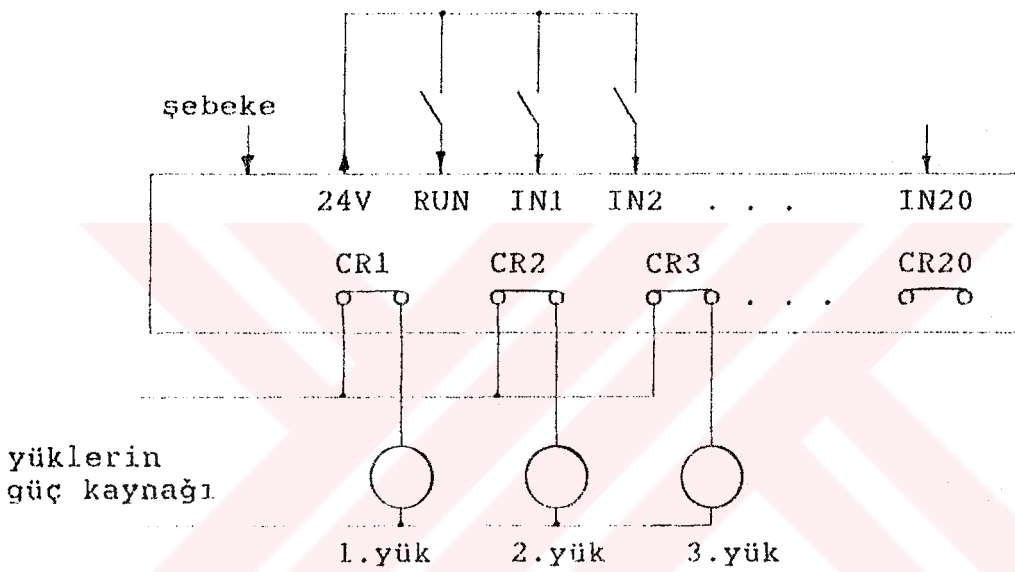 şebeke
24V RUN IN1 IN2 . . . IN20
CR1 CR2 CR3 . . . CR20
yüklerin
güç kaynağı
1.yük 2.yük 3.yük